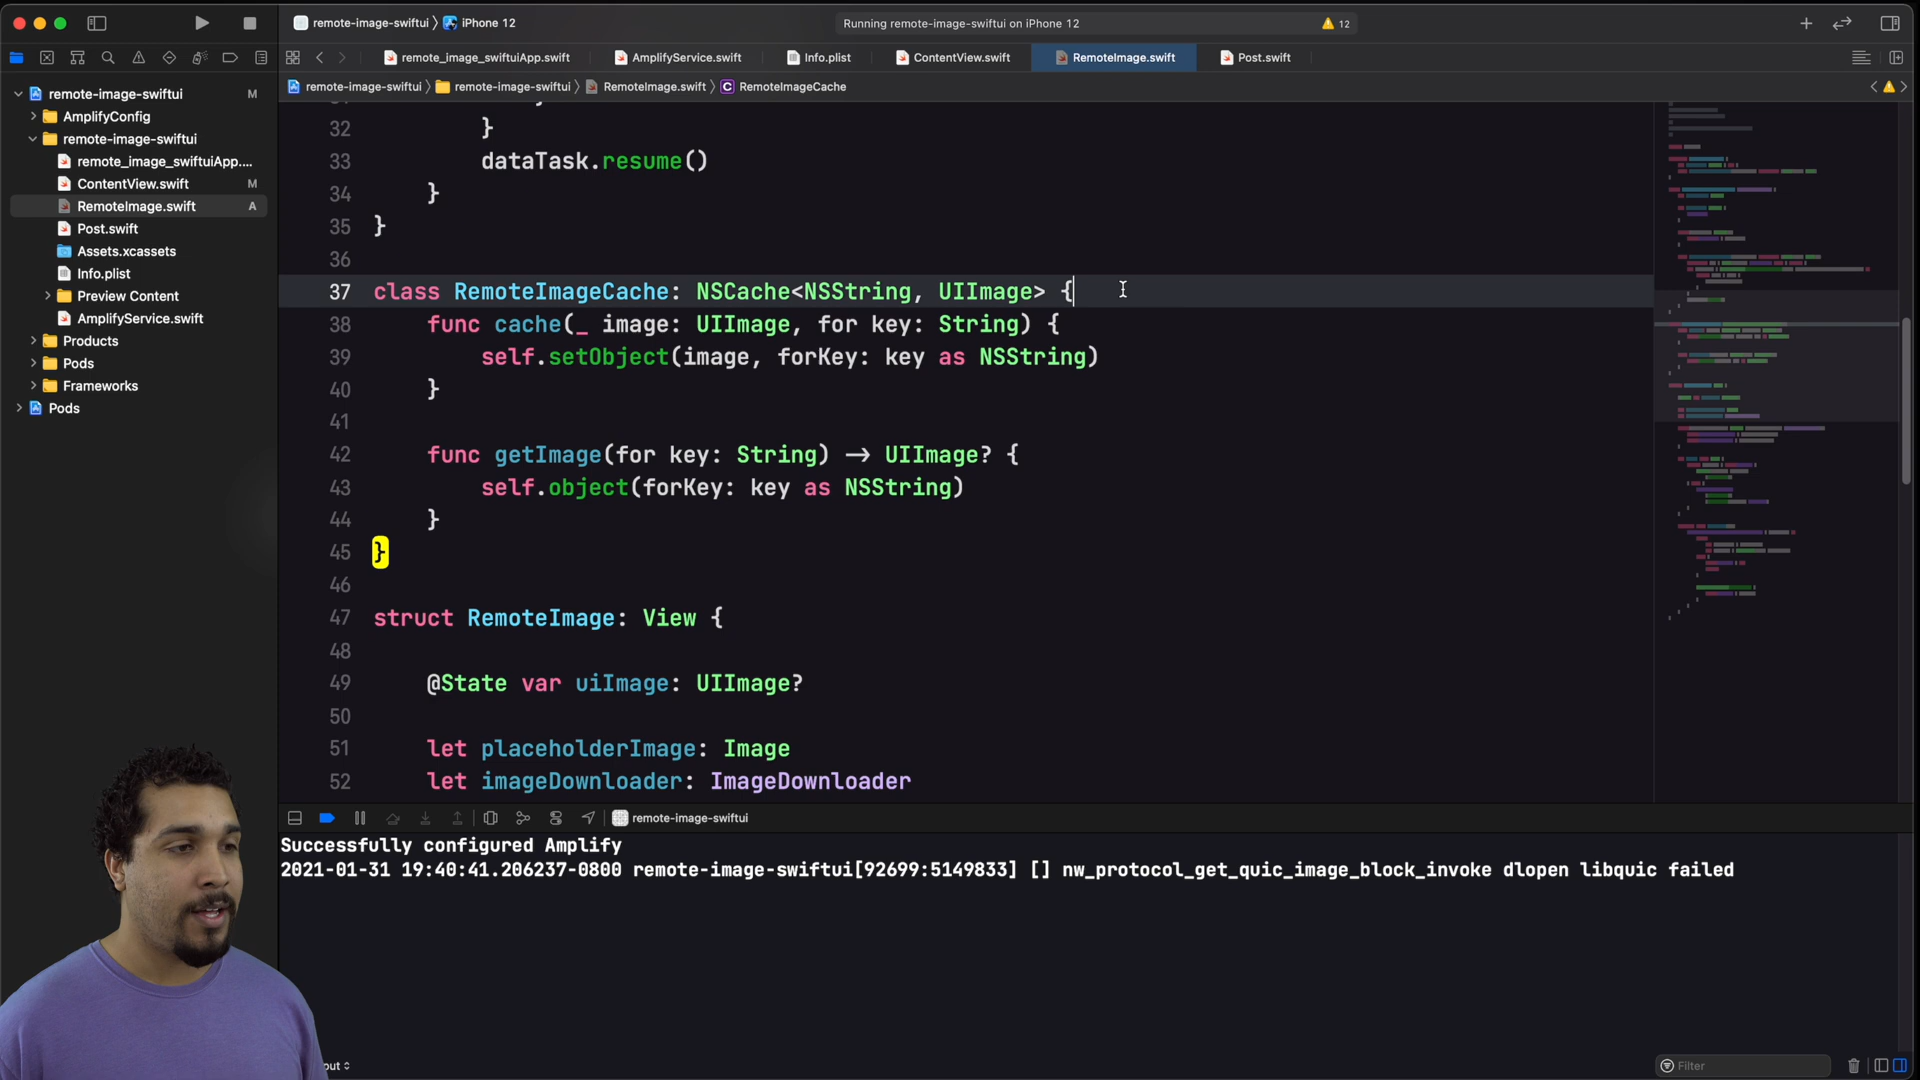 remote-image-swiftui 〉 iPhone 12
Running remote-image-swiftui on iPhone 12
12
remote_image_swiftuiApp.swift
AmplifyService.swift
Info.plist
ContentView.swift
RemoteImage.swift
Post.swift
remote-image-swiftui 〉 remote-image-swiftui 〉 RemoteImage.swift 〉 C RemoteImageCache
remote-image-swiftui M
AmplifyConfig
remote-image-swiftui
remote_image_swiftuiApp....
ContentView.swift M
RemoteImage.swift A
Post.swift
Assets.xcassets
Info.plist
Preview Content
AmplifyService.swift
Products
Pods
Frameworks
Pods
32 }
33 dataTask.resume()
34 }
35 }
36
37 class RemoteImageCache: NSCache<NSString, UIImage> {
38 func cache(_ image: UIImage, for key: String) {
39 self.setObject(image, forKey: key as NSString)
40 }
41
42 func getImage(for key: String) -> UIImage? {
43 self.object(forKey: key as NSString)
44 }
45 }
46
47 struct RemoteImage: View {
48
49 @State var uiImage: UIImage?
50
51 let placeholderImage: Image
52 let imageDownloader: ImageDownloader
remote-image-swiftui
Successfully configured Amplify
2021-01-31 19:40:41.206237-0800 remote-image-swiftui[92699:5149833] [] nw_protocol_get_quic_image_block_invoke dlopen libquic failed
Filter